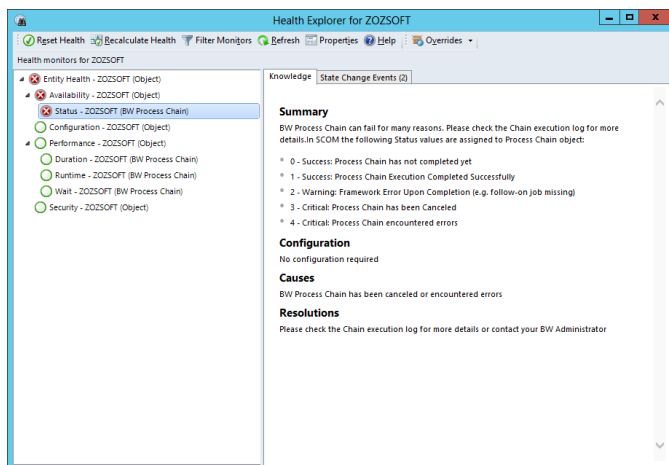 Health Explorer for ZOZSOFT
Reset Health Recalculate Health Filter Monitors Refresh Properties Help Overrides
Health monitors for ZOZSOFT
Entity Health - ZOZSOFT (Object)
Availability - ZOZSOFT (Object)
Status - ZOZSOFT (BW Process Chain)
Configuration - ZOZSOFT (Object)
Performance - ZOZSOFT (Object)
Duration - ZOZSOFT (BW Process Chain)
Runtime - ZOZSOFT (BW Process Chain)
Wait - ZOZSOFT (BW Process Chain)
Security - ZOZSOFT (Object)
Knowledge State Change Events (2)
Summary
BW Process Chain can fail for many reasons. Please check the Chain execution log for more
details.In SCOM the following Status values are assigned to Process Chain object:
0 - Success: Process Chain has not completed yet
1 - Success: Process Chain Execution Completed Successfully
2 - Warning: Framework Error Upon Completion (e.g. follow-on job missing)
3 - Critical: Process Chain has been Canceled
4 - Critical: Process Chain encountered errors
Configuration
No configuration required
Causes
BW Process Chain has been canceled or encountered errors
Resolutions
Please check the Chain execution log for more details or contact your BW Administrator